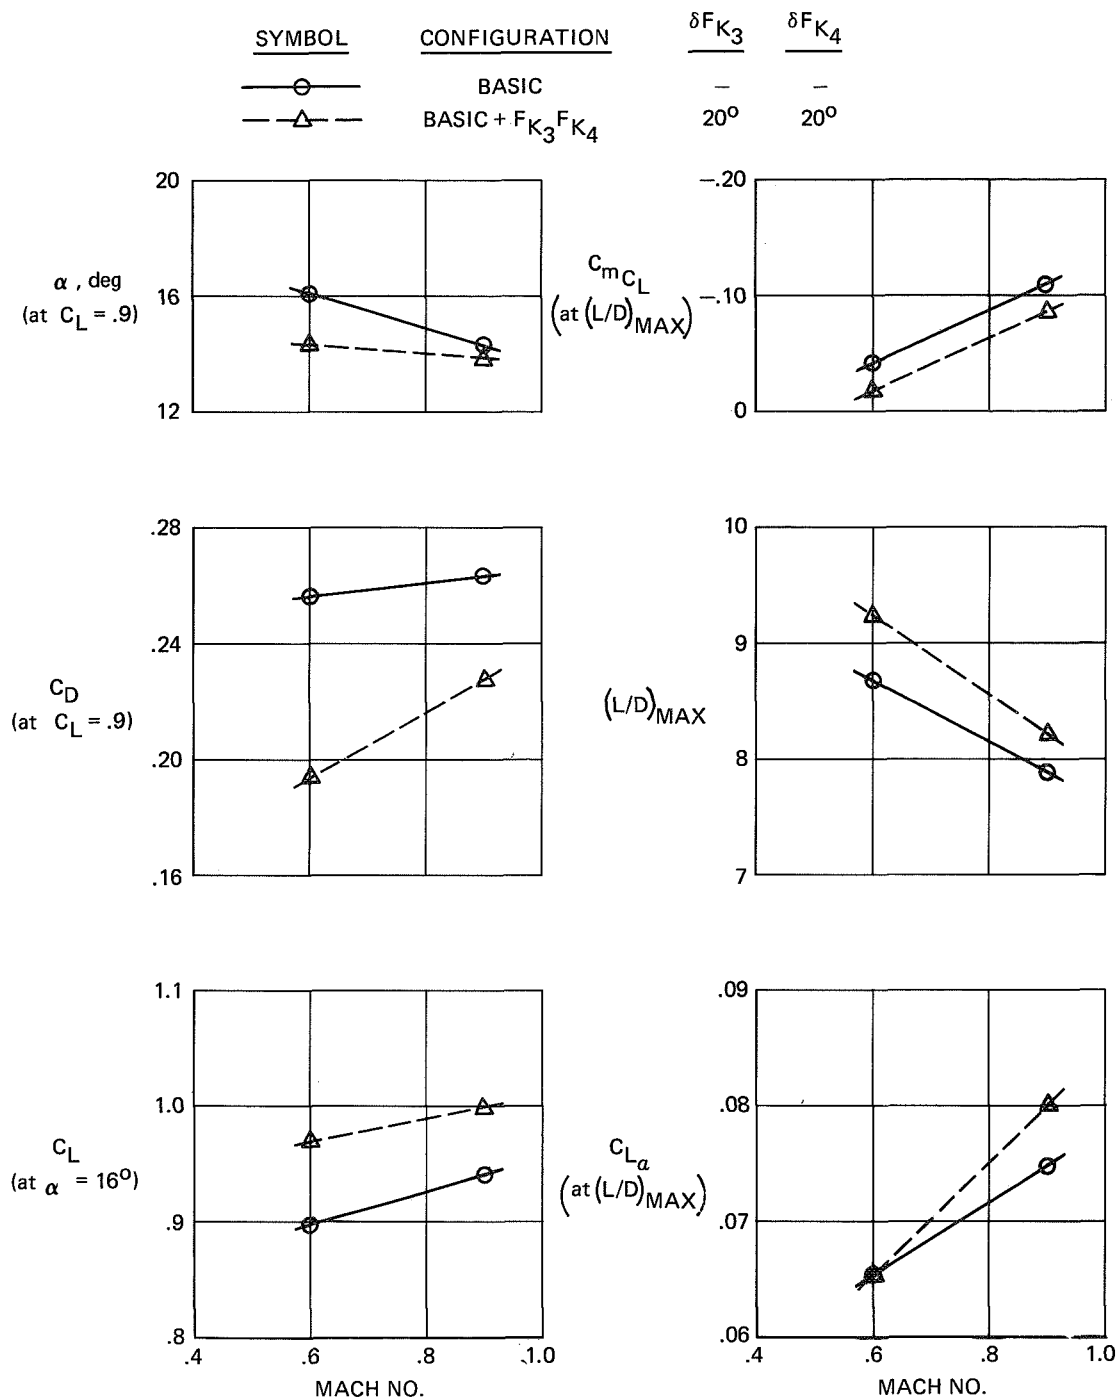 SYMBOL CONFIGURATION δFK3 δFK4
BASIC – –
BASIC + FK3FK4 20º 20º
20
16
12
α , deg
(at CL = .9)
–.20
–.10
0
CmCL
(at (L/D)MAX)
.28
.24
.20
.16
CD
(at CL = .9)
10
9
8
7
(L/D)MAX
1.1
1.0
.9
.8
CL
(at α = 16º)
.4 .6 .8 1.0
MACH NO.
.09
.08
.07
.06
CLα
(at (L/D)MAX)
.4 .6 .8 1.0
MACH NO.